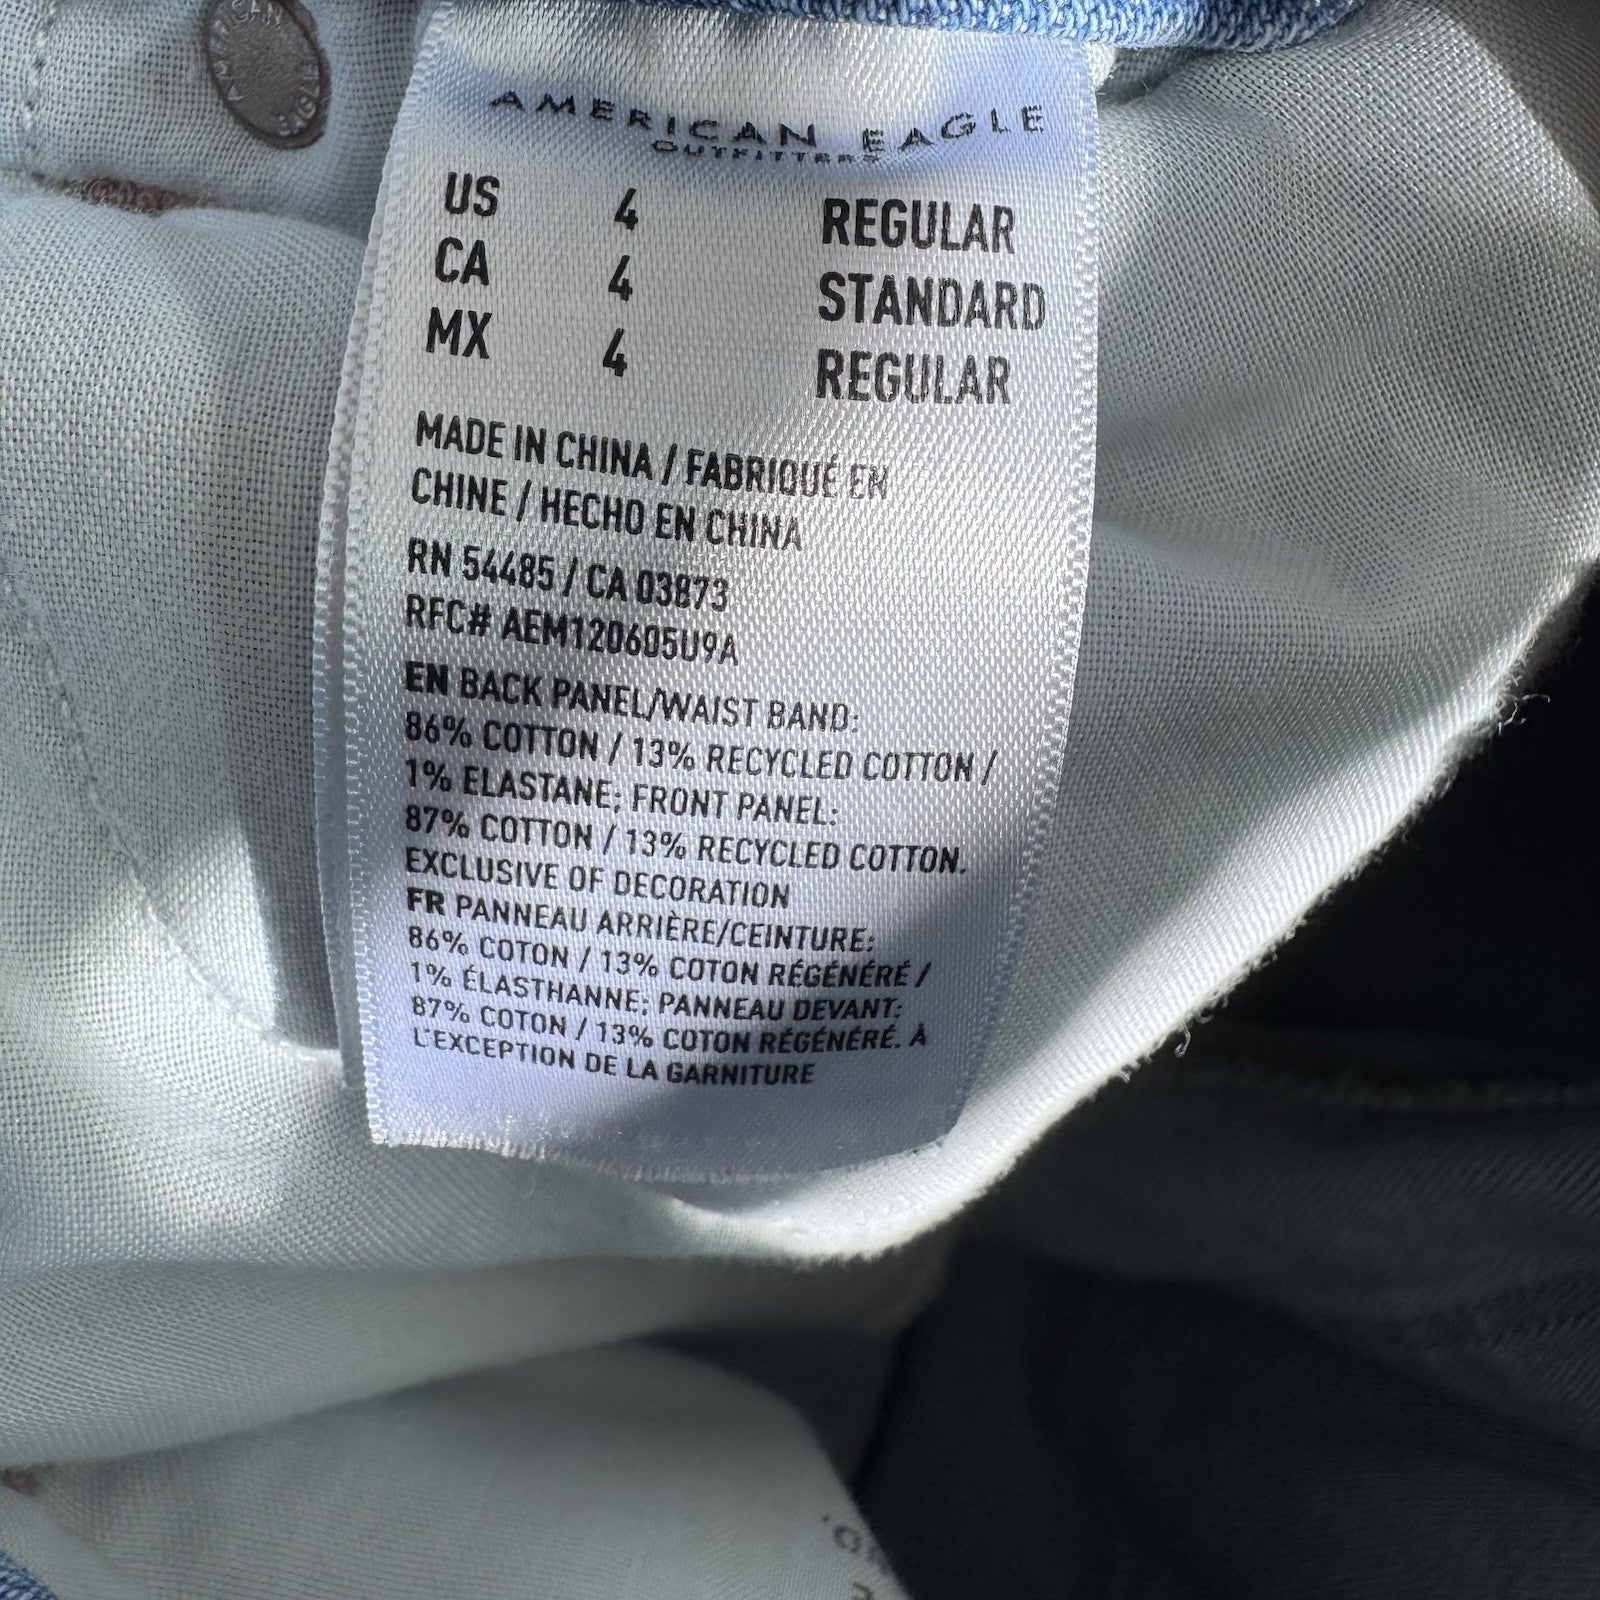 AMERICAN EAGLE
OUTFITTERS
US 4 REGULAR
CA 4 STANDARD
MX 4 REGULAR
MADE IN CHINA / FABRIQUÉ EN
CHINE / HECHO EN CHINA
RN 54485 / CA 03873
RFC# AEM120605U9A
EN BACK PANEL/WAIST BAND:
86% COTTON / 13% RECYCLED COTTON /
1% ELASTANE; FRONT PANEL:
87% COTTON / 13% RECYCLED COTTON.
EXCLUSIVE OF DECORATION
FR PANNEAU ARRIÈRE/CEINTURE:
86% COTON / 13% COTON RÉGÉNÉRÉ /
1% ÉLASTHANNE; PANNEAU DEVANT:
87% COTON / 13% COTON RÉGÉNÉRÉ. À
L'EXCEPTION DE LA GARNITURE